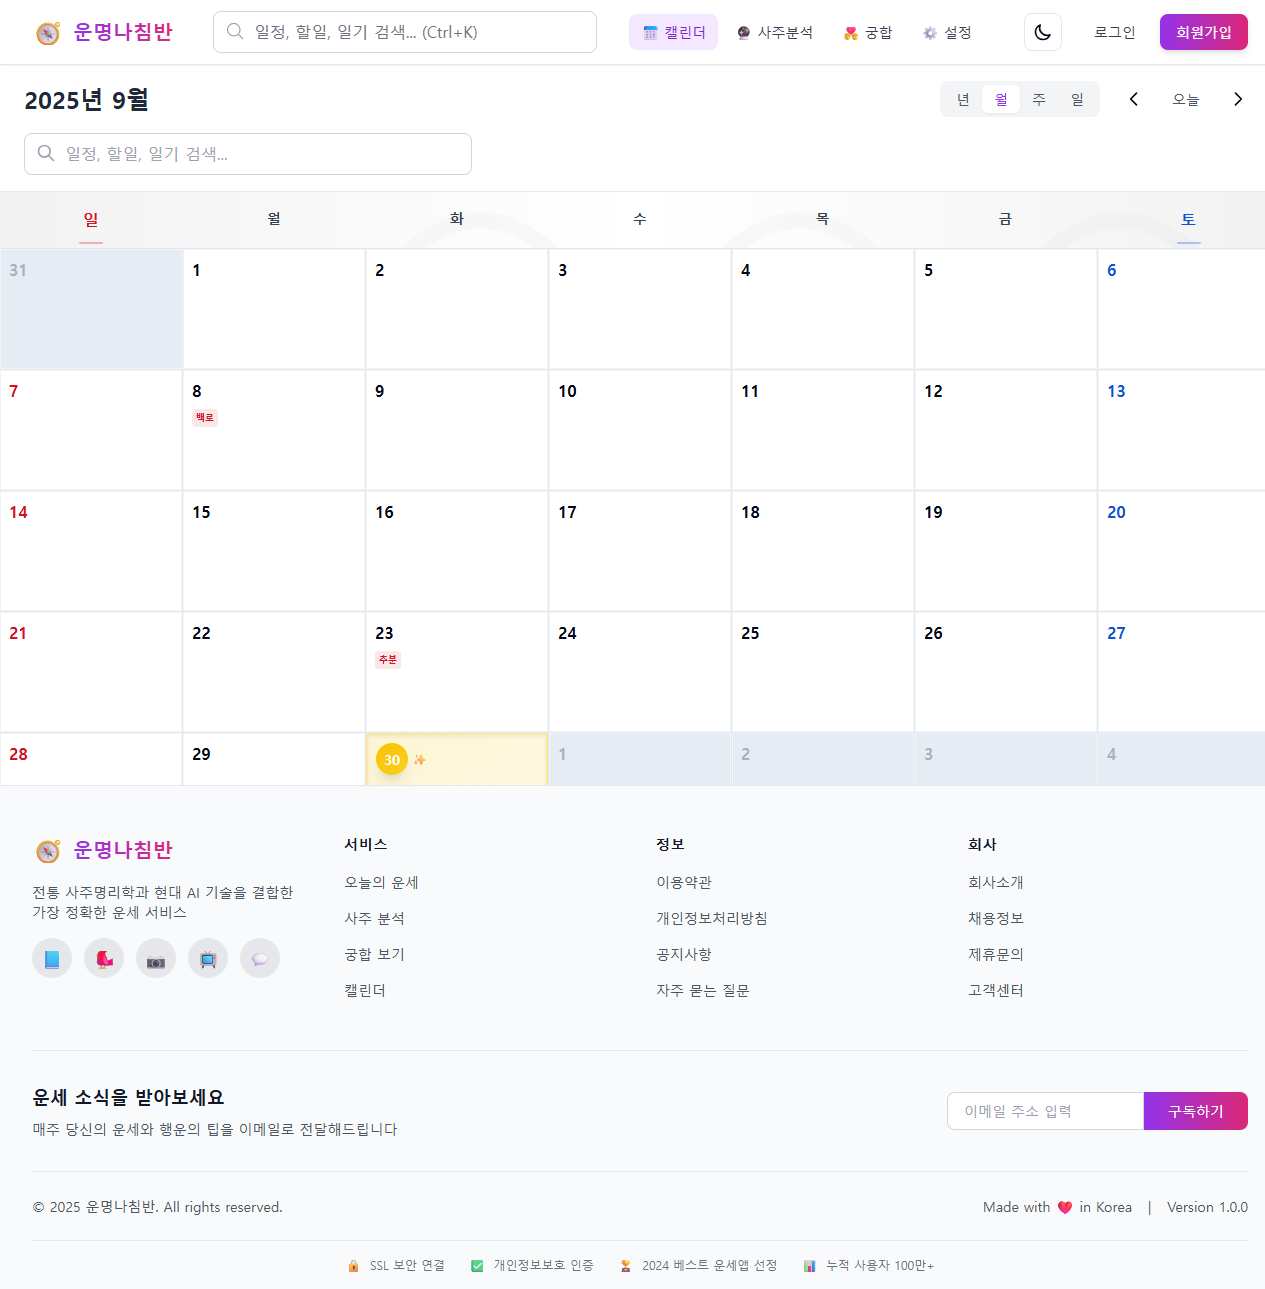 운명나침반
일정, 할일, 일기 검색... (Ctrl+K)
캘린더
사주분석
궁합
설정
로그인
회원가입
2025년 9월
년 월 주 일
오늘
일정, 할일, 일기 검색...
일 월 화 수 목 금 토
31 1 2 3 4 5 6
7 8 9 10 11 12 13
백로
14 15 16 17 18 19 20
21 22 23 24 25 26 27
추분
28 29 30 1 2 3 4
운명나침반
전통 사주명리학과 현대 AI 기술을 결합한
가장 정확한 운세 서비스
서비스
오늘의 운세
사주 분석
궁합 보기
캘린더
정보
이용약관
개인정보처리방침
공지사항
자주 묻는 질문
회사
회사소개
채용정보
제휴문의
고객센터
운세 소식을 받아보세요
매주 당신의 운세와 행운의 팁을 이메일로 전달해드립니다
이메일 주소 입력
구독하기
© 2025 운명나침반. All rights reserved.
Made with ❤️ in Korea | Version 1.0.0
SSL 보안 연결
개인정보보호 인증
2024 베스트 운세앱 선정
누적 사용자 100만+